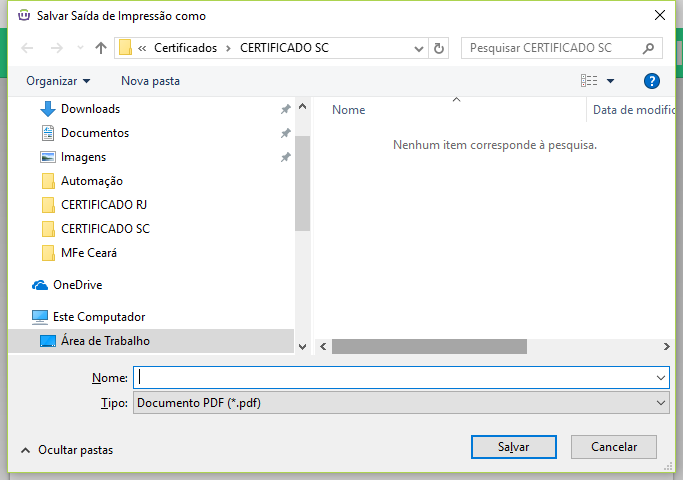 Salvar Saída de Impressão como
« Certificados › CERTIFICADO SC
Pesquisar CERTIFICADO SC
Organizar
Nova pasta
?
Downloads
Documentos
Imagens
Automação
CERTIFICADO RJ
CERTIFICADO SC
MFe Ceará
OneDrive
Este Computador
Área de Trabalho
Nome
Data de modific
Nenhum item corresponde à pesquisa.
Nome:
Tipo: Documento PDF (*.pdf)
Ocultar pastas
Salvar
Cancelar